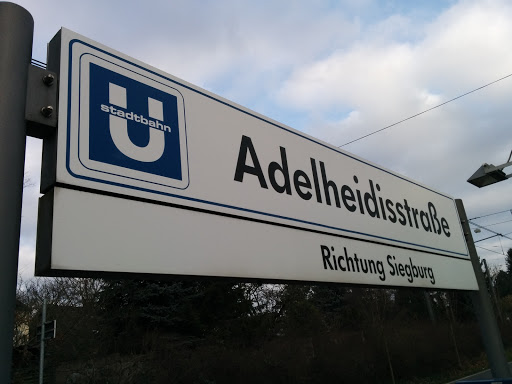 U
stadtbahn
Adelheidisstraße
Richtung Siegburg